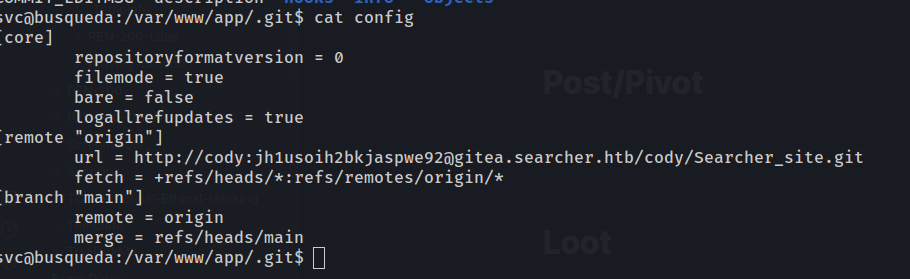 COMMIT_EDITMSG description hooks info objects
svc@busqueda:/var/www/app/.git$ cat config
[core]
repositoryformatversion = 0
filemode = true
bare = false
logallrefupdates = true
[remote "origin"]
url = http://cody:jh1usoih2bkjaspwe92@gitea.searcher.htb/cody/Searcher_site.git
fetch = +refs/heads/*:refs/remotes/origin/*
[branch "main"]
remote = origin
merge = refs/heads/main
svc@busqueda:/var/www/app/.git$
Post/Pivot
Loot